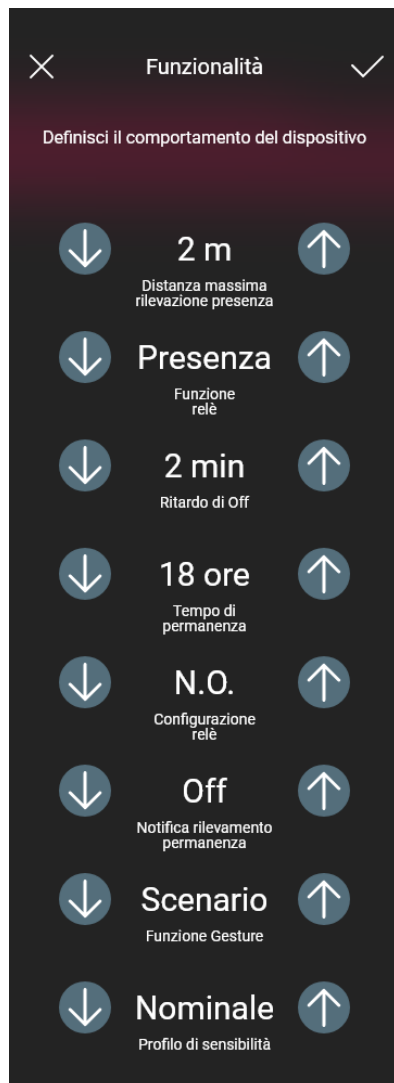 Funzionalità
Definisci il comportamento del dispositivo
2 m
Distanza massima
rilevazione presenza
Presenza
Funzione
relè
2 min
Ritardo di Off
18 ore
Tempo di
permanenza
N.O.
Configurazione
relè
Off
Notifica rilevamento
permanenza
Scenario
Funzione Gesture
Nominale
Profilo di sensibilità